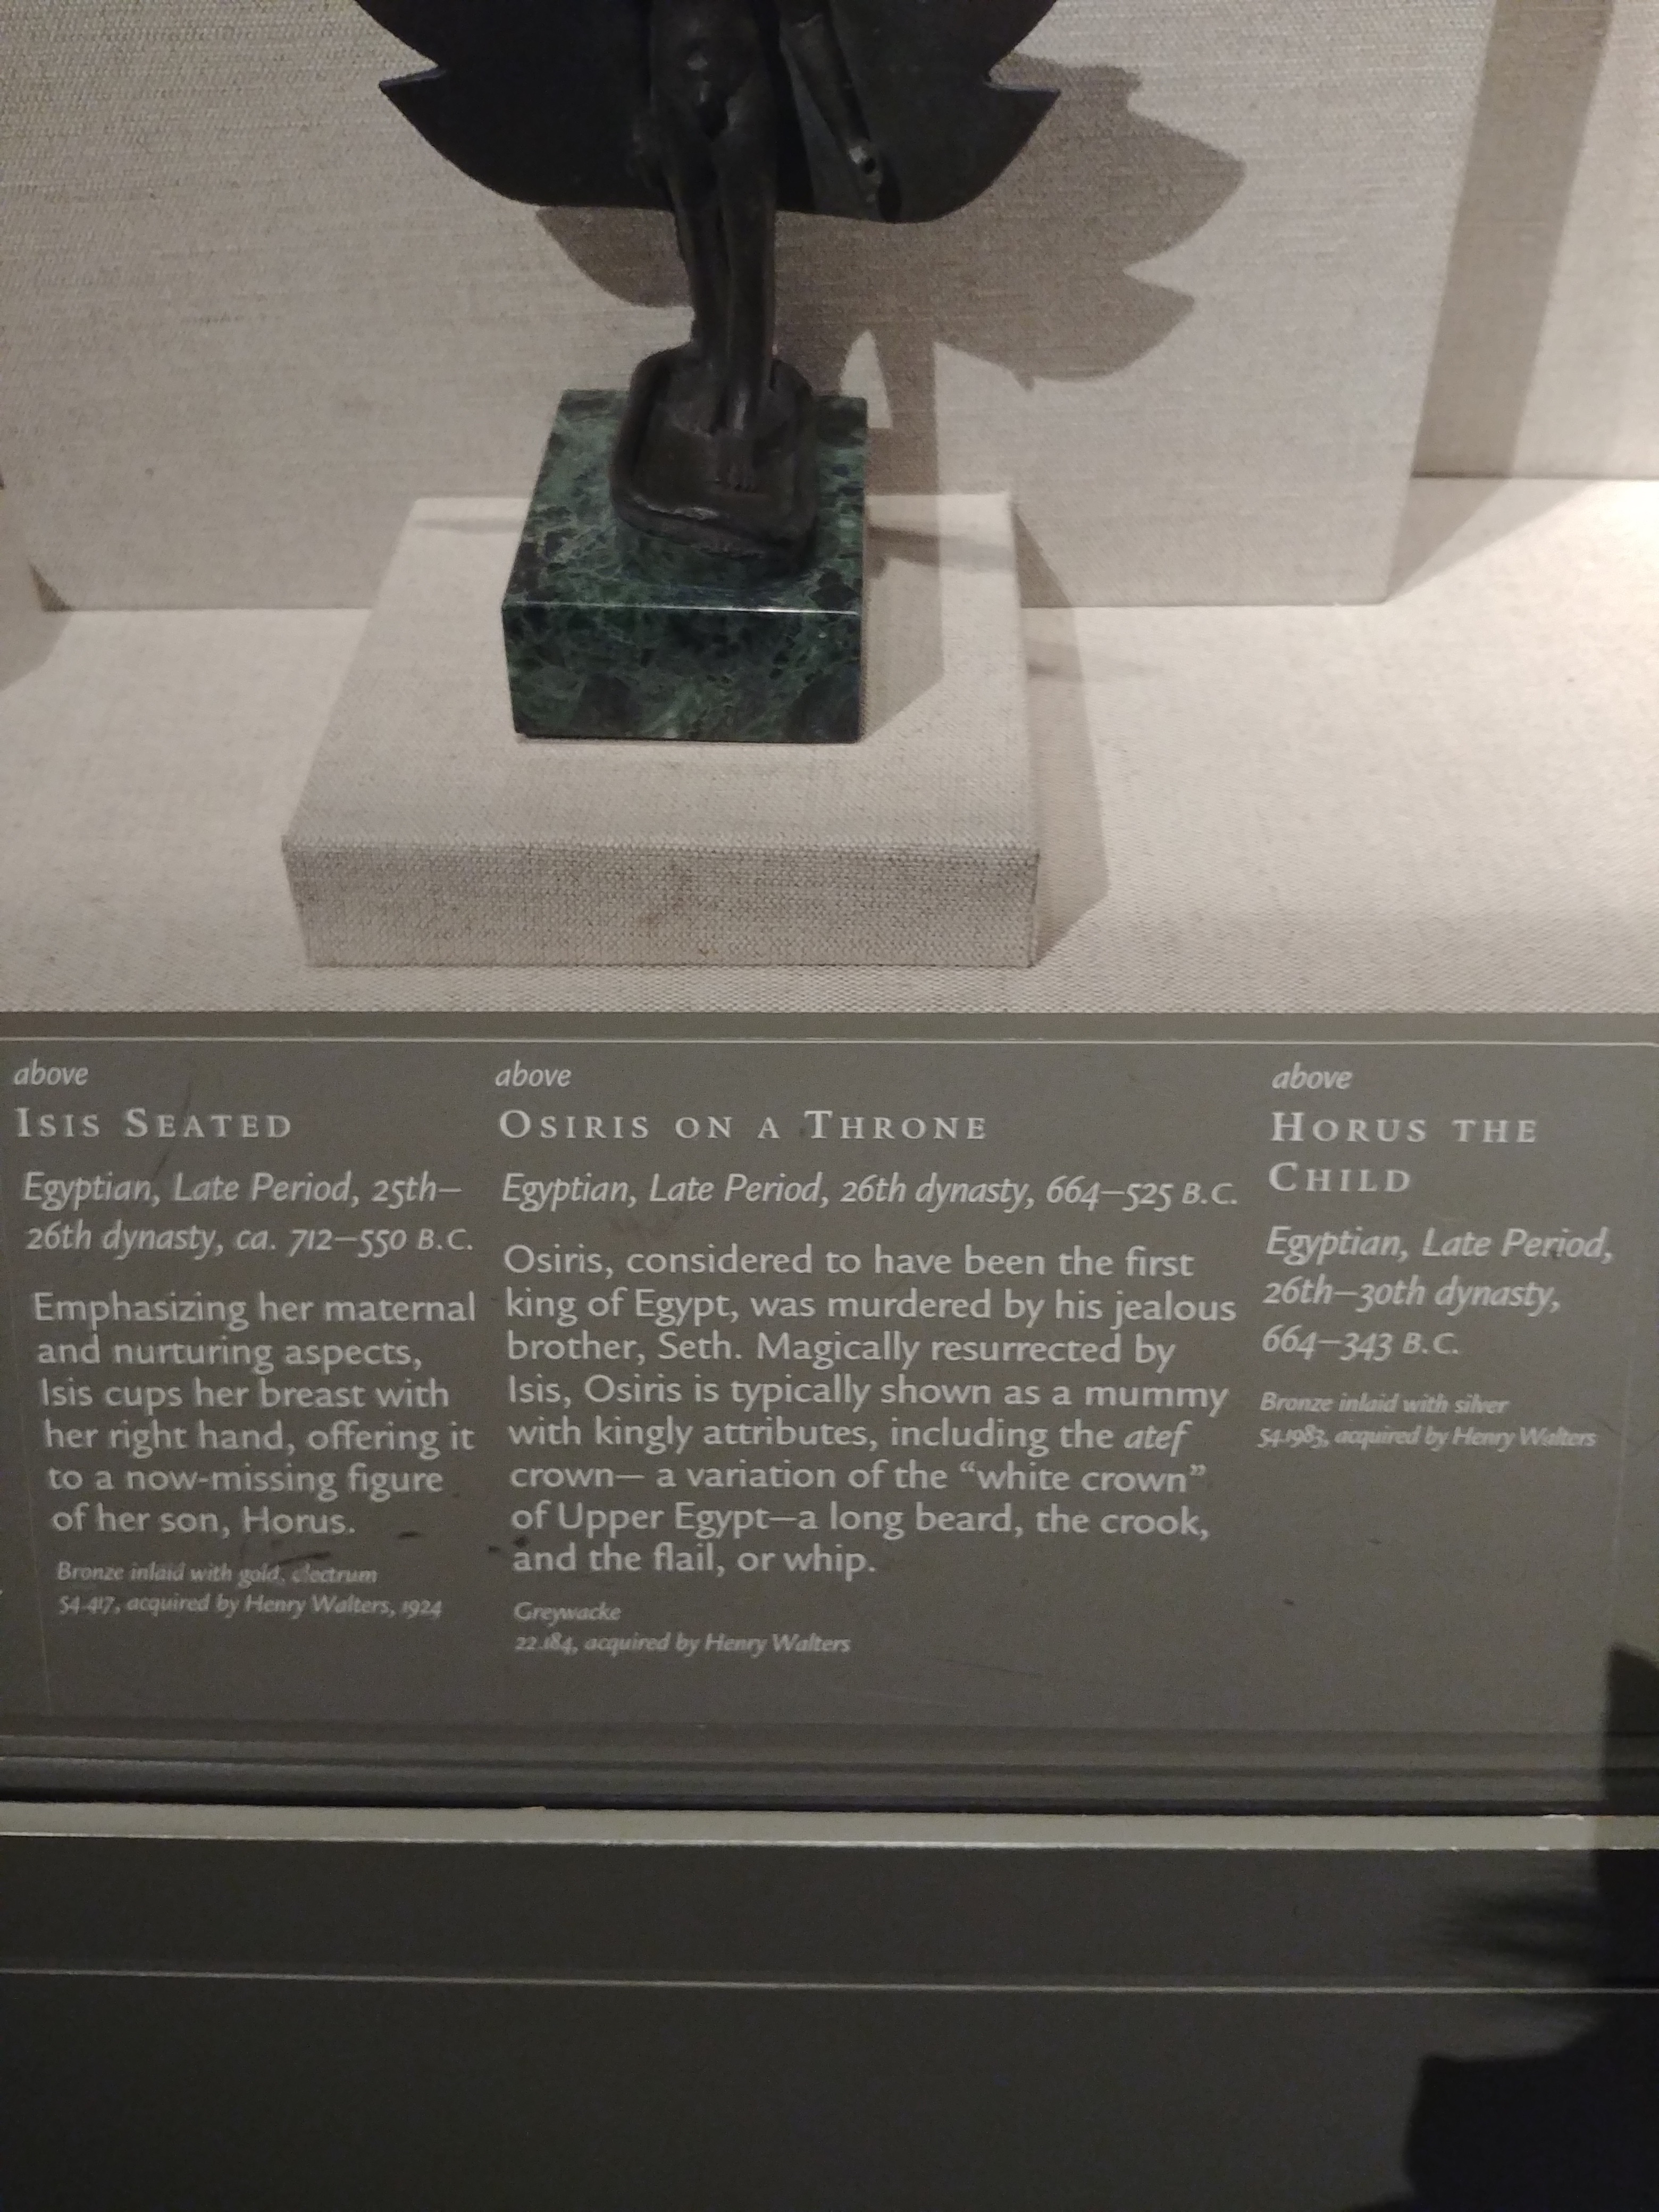 above
Isis Seated
Egyptian, Late Period, 25th–
26th dynasty, ca. 712–550 B.C.
Emphasizing her maternal
and nurturing aspects,
Isis cups her breast with
her right hand, offering it
to a now-missing figure
of her son, Horus.
Bronze inlaid with gold, electrum
54.417, acquired by Henry Walters, 1924
above
Osiris on a Throne
Egyptian, Late Period, 26th dynasty, 664–525 B.C.
Osiris, considered to have been the first
king of Egypt, was murdered by his jealous
brother, Seth. Magically resurrected by
Isis, Osiris is typically shown as a mummy
with kingly attributes, including the atef
crown— a variation of the “white crown”
of Upper Egypt—a long beard, the crook,
and the flail, or whip.
Greywacke
22.184, acquired by Henry Walters
above
Horus the
Child
Egyptian, Late Period,
26th–30th dynasty,
664–343 B.C.
Bronze inlaid with silver
54.1983, acquired by Henry Walters